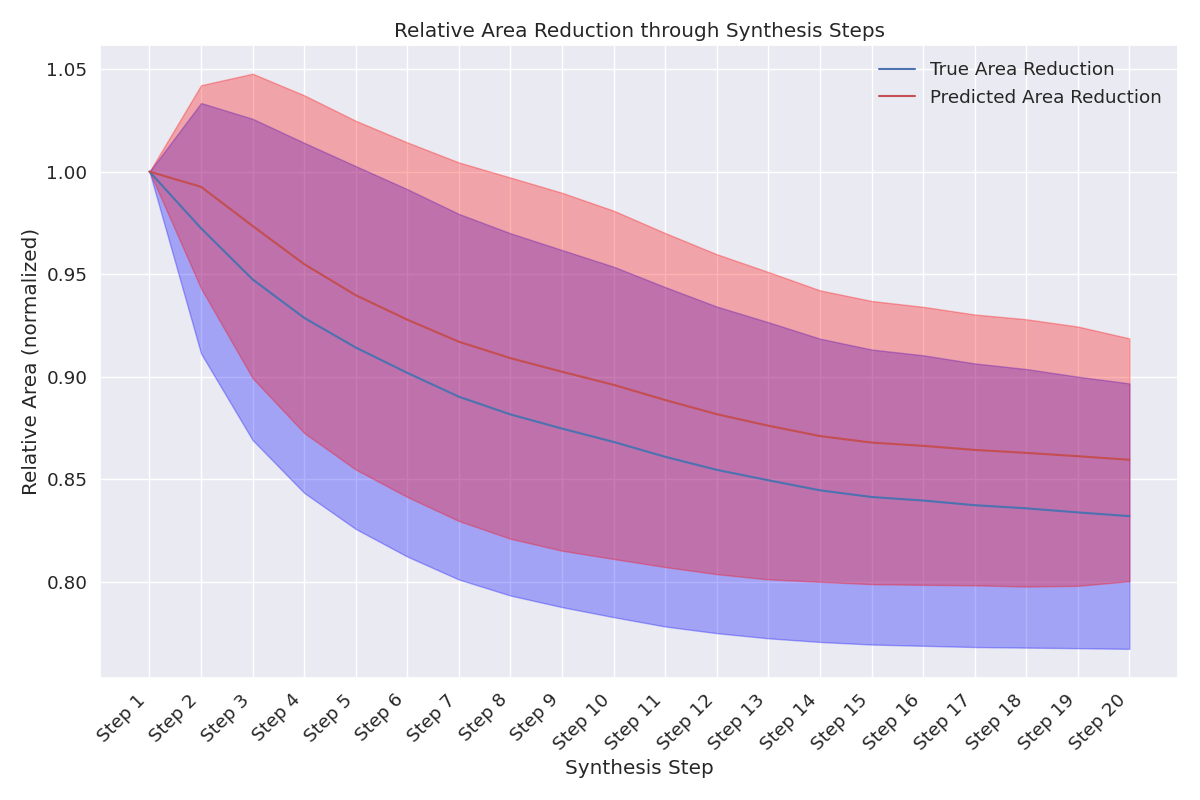 Relative Area Reduction through Synthesis Steps
True Area Reduction
Predicted Area Reduction
Relative Area (normalized)
1.05
1.00
0.95
0.90
0.85
0.80
Step 1
Step 2
Step 3
Step 4
Step 5
Step 6
Step 7
Step 8
Step 9
Step 10
Step 11
Step 12
Step 13
Step 14
Step 15
Step 16
Step 17
Step 18
Step 19
Step 20
Synthesis Step